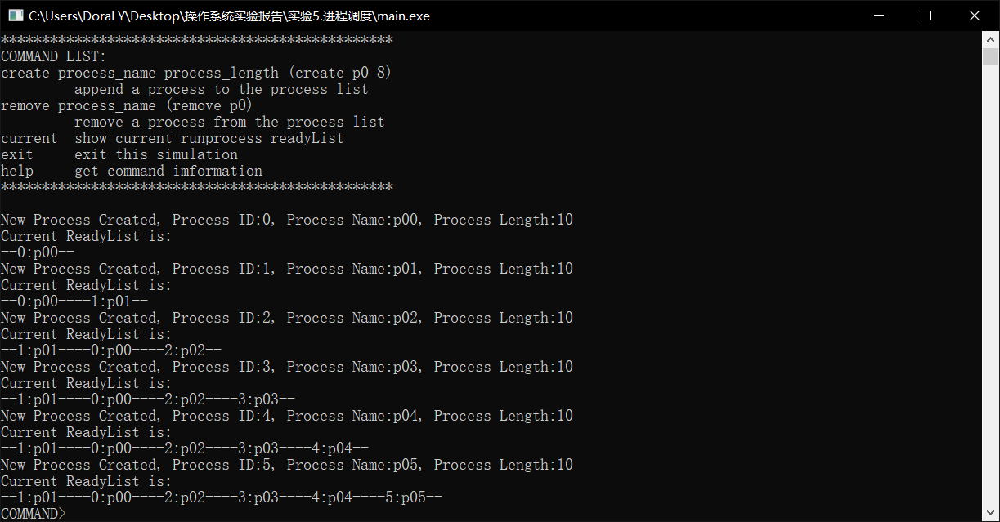 C:\Users\DoraLY\Desktop\操作系统实验报告\实验5.进程调度\main.exe
************************************************
COMMAND LIST:
create process_name process_length (create p0 8)
append a process to the process list
remove process_name (remove p0)
remove a process from the process list
current  show current runprocess readyList
exit     exit this simulation
help     get command imformation
************************************************
New Process Created, Process ID:0, Process Name:p00, Process Length:10
Current ReadyList is:
--0:p00--
New Process Created, Process ID:1, Process Name:p01, Process Length:10
Current ReadyList is:
--0:p00----1:p01--
New Process Created, Process ID:2, Process Name:p02, Process Length:10
Current ReadyList is:
--1:p01----0:p00----2:p02--
New Process Created, Process ID:3, Process Name:p03, Process Length:10
Current ReadyList is:
--1:p01----0:p00----2:p02----3:p03--
New Process Created, Process ID:4, Process Name:p04, Process Length:10
Current ReadyList is:
--1:p01----0:p00----2:p02----3:p03----4:p04--
New Process Created, Process ID:5, Process Name:p05, Process Length:10
Current ReadyList is:
--1:p01----0:p00----2:p02----3:p03----4:p04----5:p05--
COMMAND>